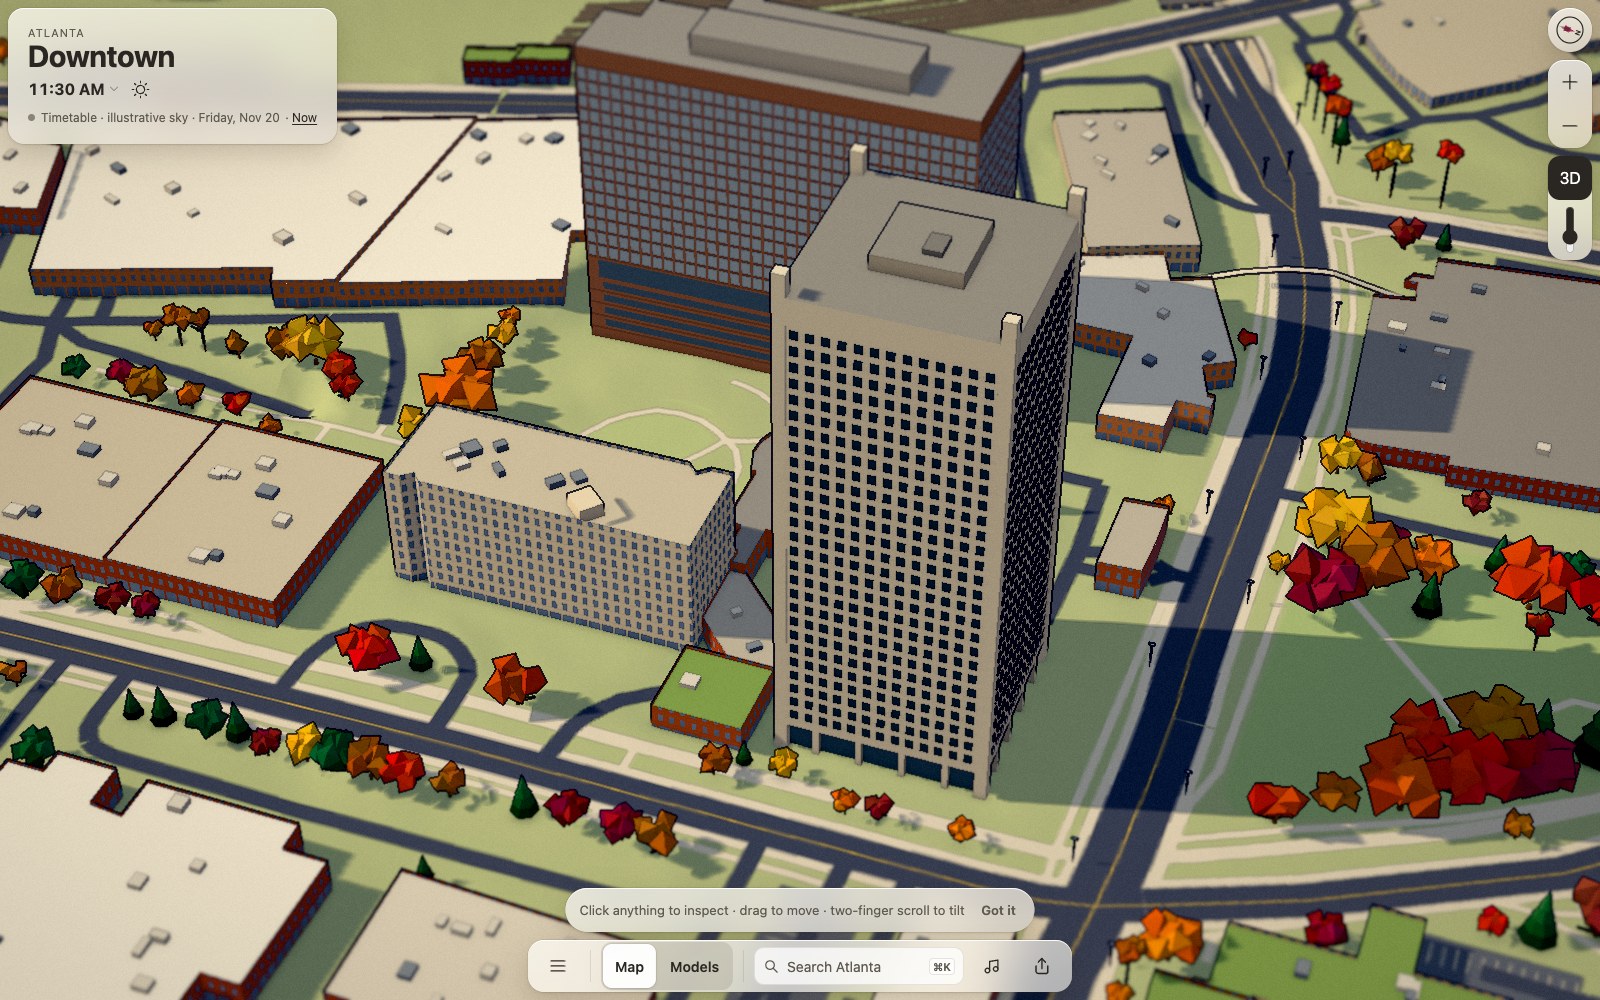 ATLANTA
Downtown
11:30 AM
Timetable · illustrative sky · Friday, Nov 20 · Now
3D
Click anything to inspect · drag to move · two-finger scroll to tilt Got it
Map Models Search Atlanta ⌘K